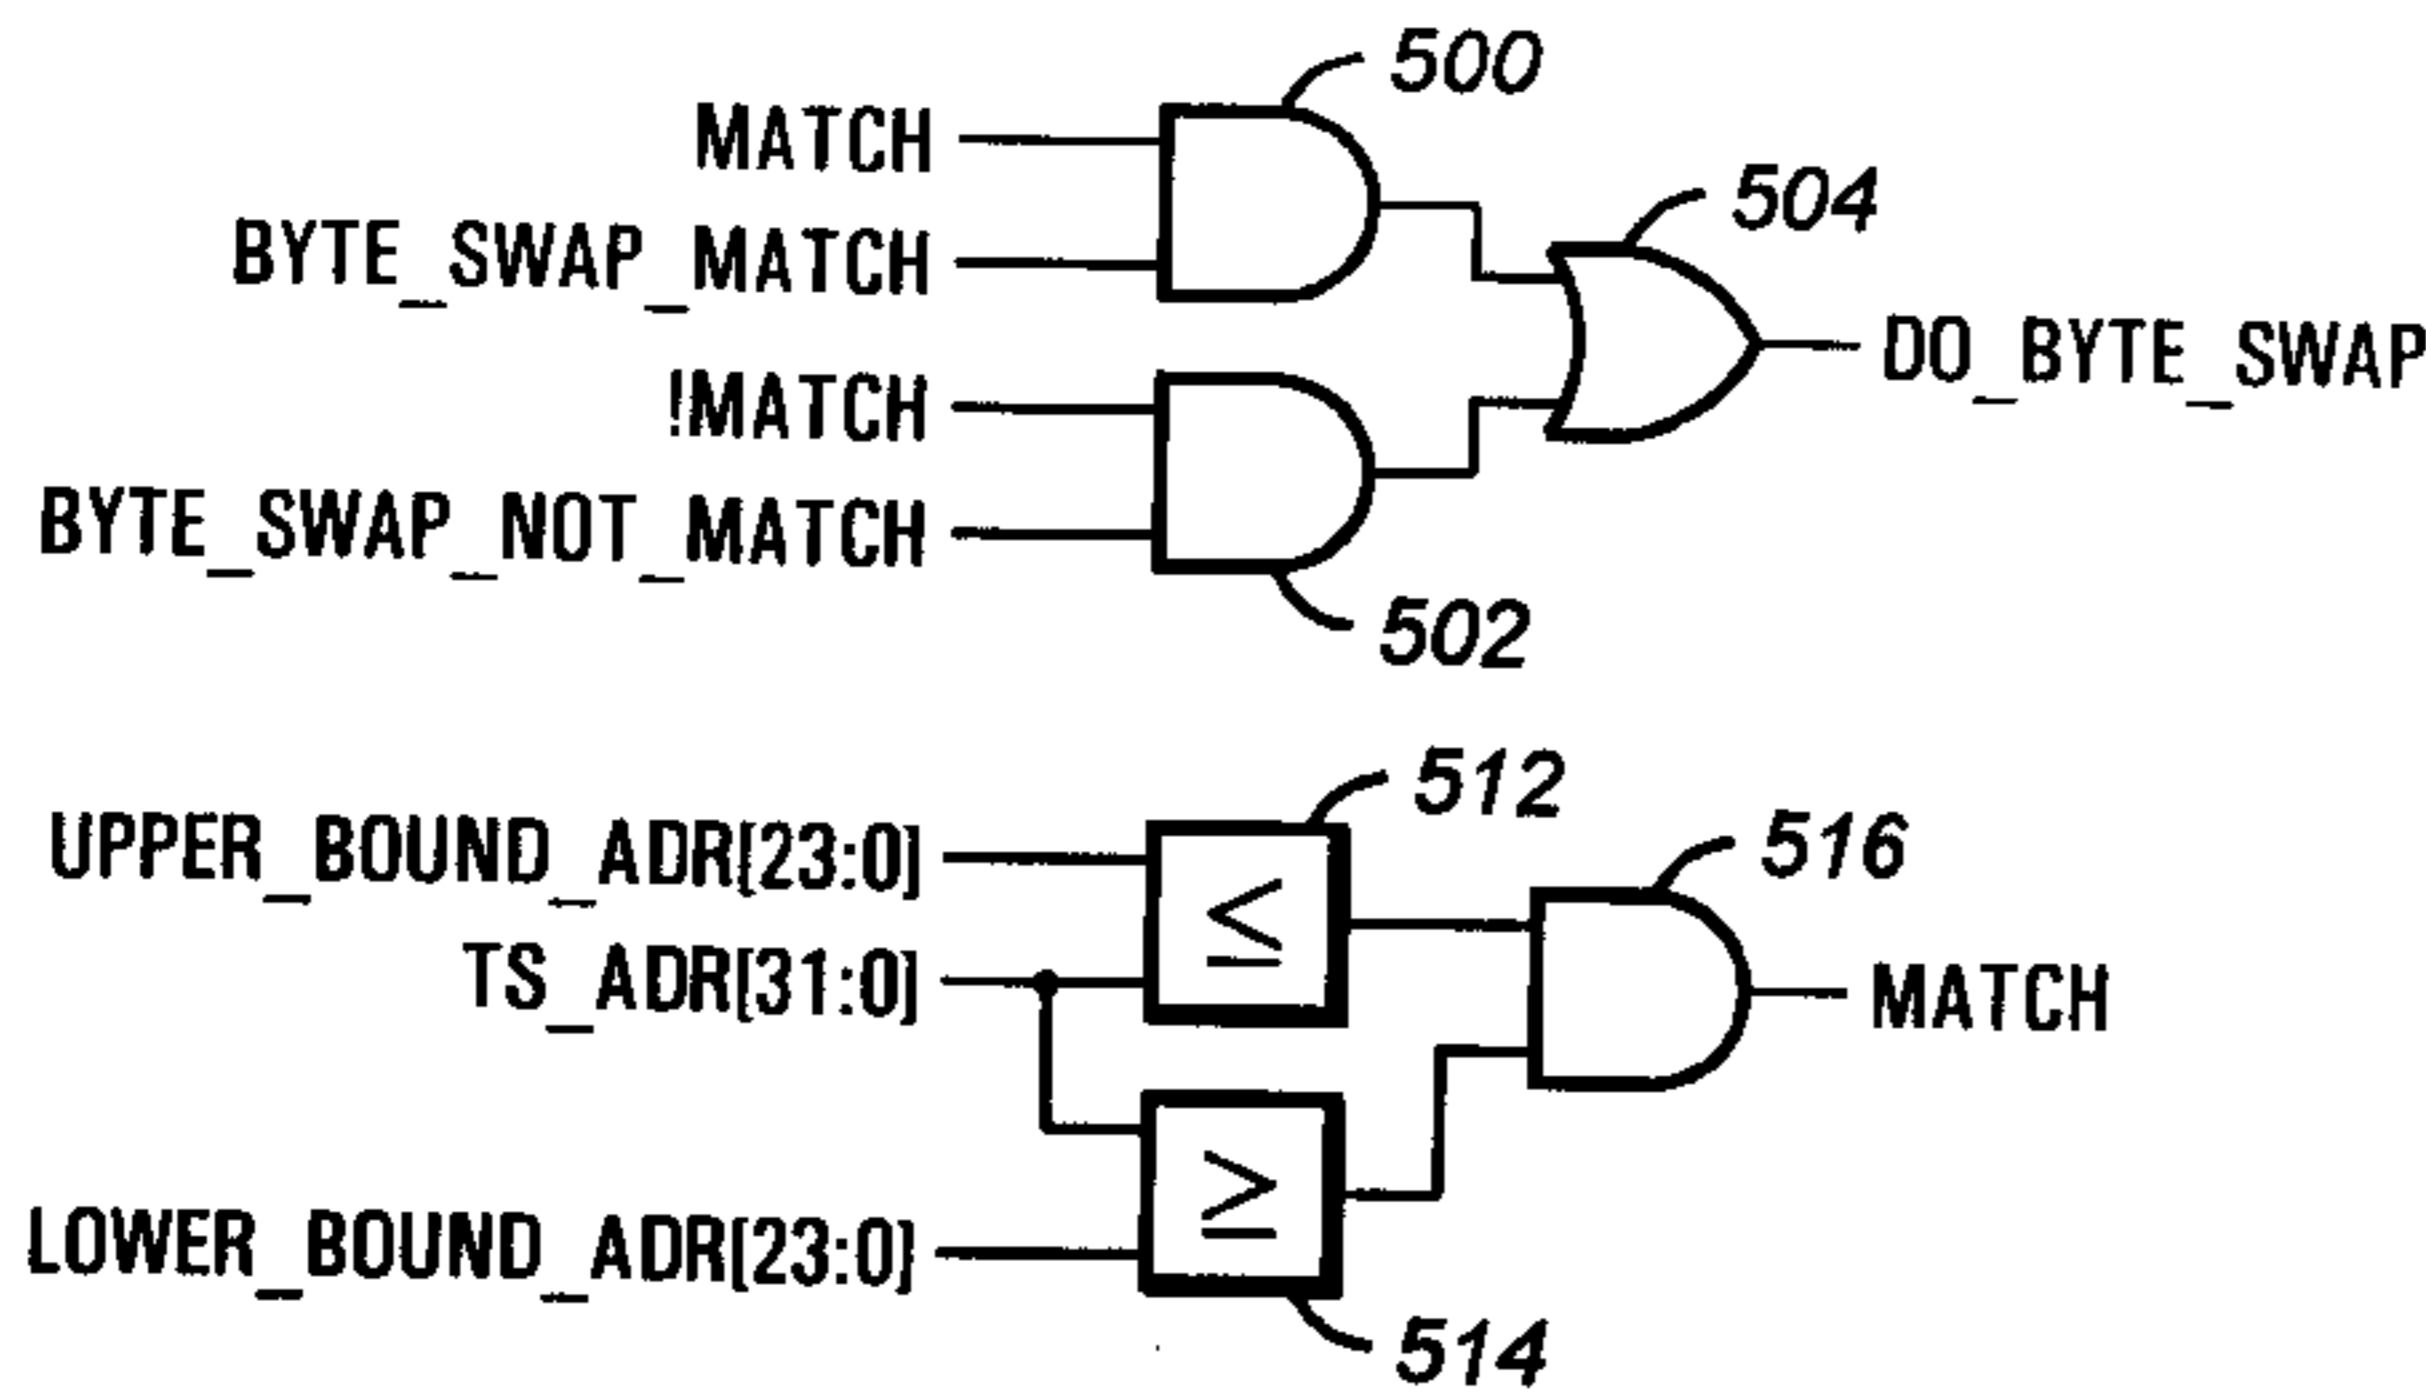 500
MATCH
504
BYTE_SWAP_MATCH
DO_BYTE_SWAP
!MATCH
BYTE_SWAP_NOT_MATCH
502
512
UPPER_BOUND_ADR[23:0]
516
≤
TS_ADR[31:0]
MATCH
≥
LOWER_BOUND_ADR[23:0]
514